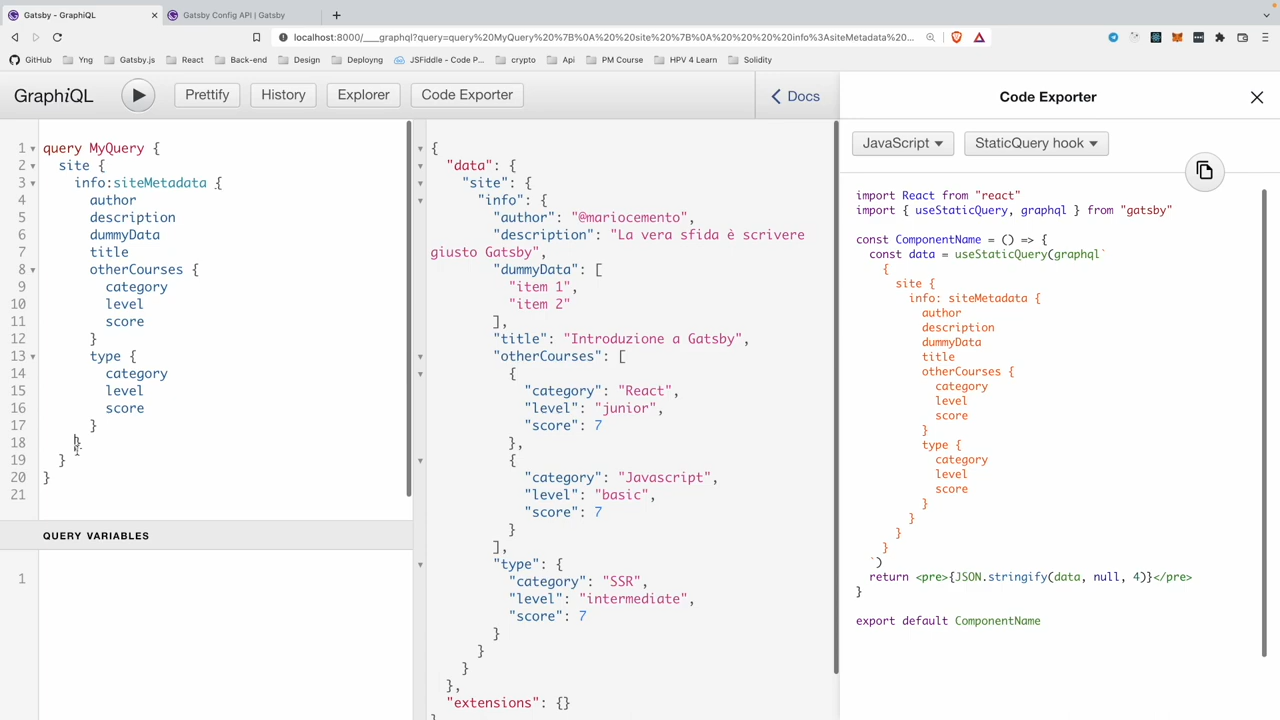 Gatsby - GraphiQL
Gatsby Config API | Gatsby
localhost:8000/___graphql?query=query%20MyQuery%20%7B%0A%20%20site%20%7B%0A%20%20%20%20info%3AsiteMetadata%20...
GitHub Yng Gatsby.js React Back-end Design Deployng JSFiddle - Code P... crypto Api PM Course HPV 4 Learn Solidity
GraphiQL Prettify History Explorer Code Exporter Docs
Code Exporter
JavaScript StaticQuery hook
1 query MyQuery {
2 site {
3 info:siteMetadata {
4 author
5 description
6 dummyData
7 title
8 otherCourses {
9 category
10 level
11 score
12 }
13 type {
14 category
15 level
16 score
17 }
18 }
19 }
20 }
21
QUERY VARIABLES
1
{
"data": {
"site": {
"info": {
"author": "@mariocemento",
"description": "La vera sfida è scrivere
giusto Gatsby",
"dummyData": [
"item 1",
"item 2"
],
"title": "Introduzione a Gatsby",
"otherCourses": [
{
"category": "React",
"level": "junior",
"score": 7
},
{
"category": "Javascript",
"level": "basic",
"score": 7
}
],
"type": {
"category": "SSR",
"level": "intermediate",
"score": 7
}
}
}
},
"extensions": {}
}
import React from "react"
import { useStaticQuery, graphql } from "gatsby"
const ComponentName = () => {
const data = useStaticQuery(graphql`
{
site {
info: siteMetadata {
author
description
dummyData
title
otherCourses {
category
level
score
}
type {
category
level
score
}
}
}
}
`)
return <pre>{JSON.stringify(data, null, 4)}</pre>
}
export default ComponentName